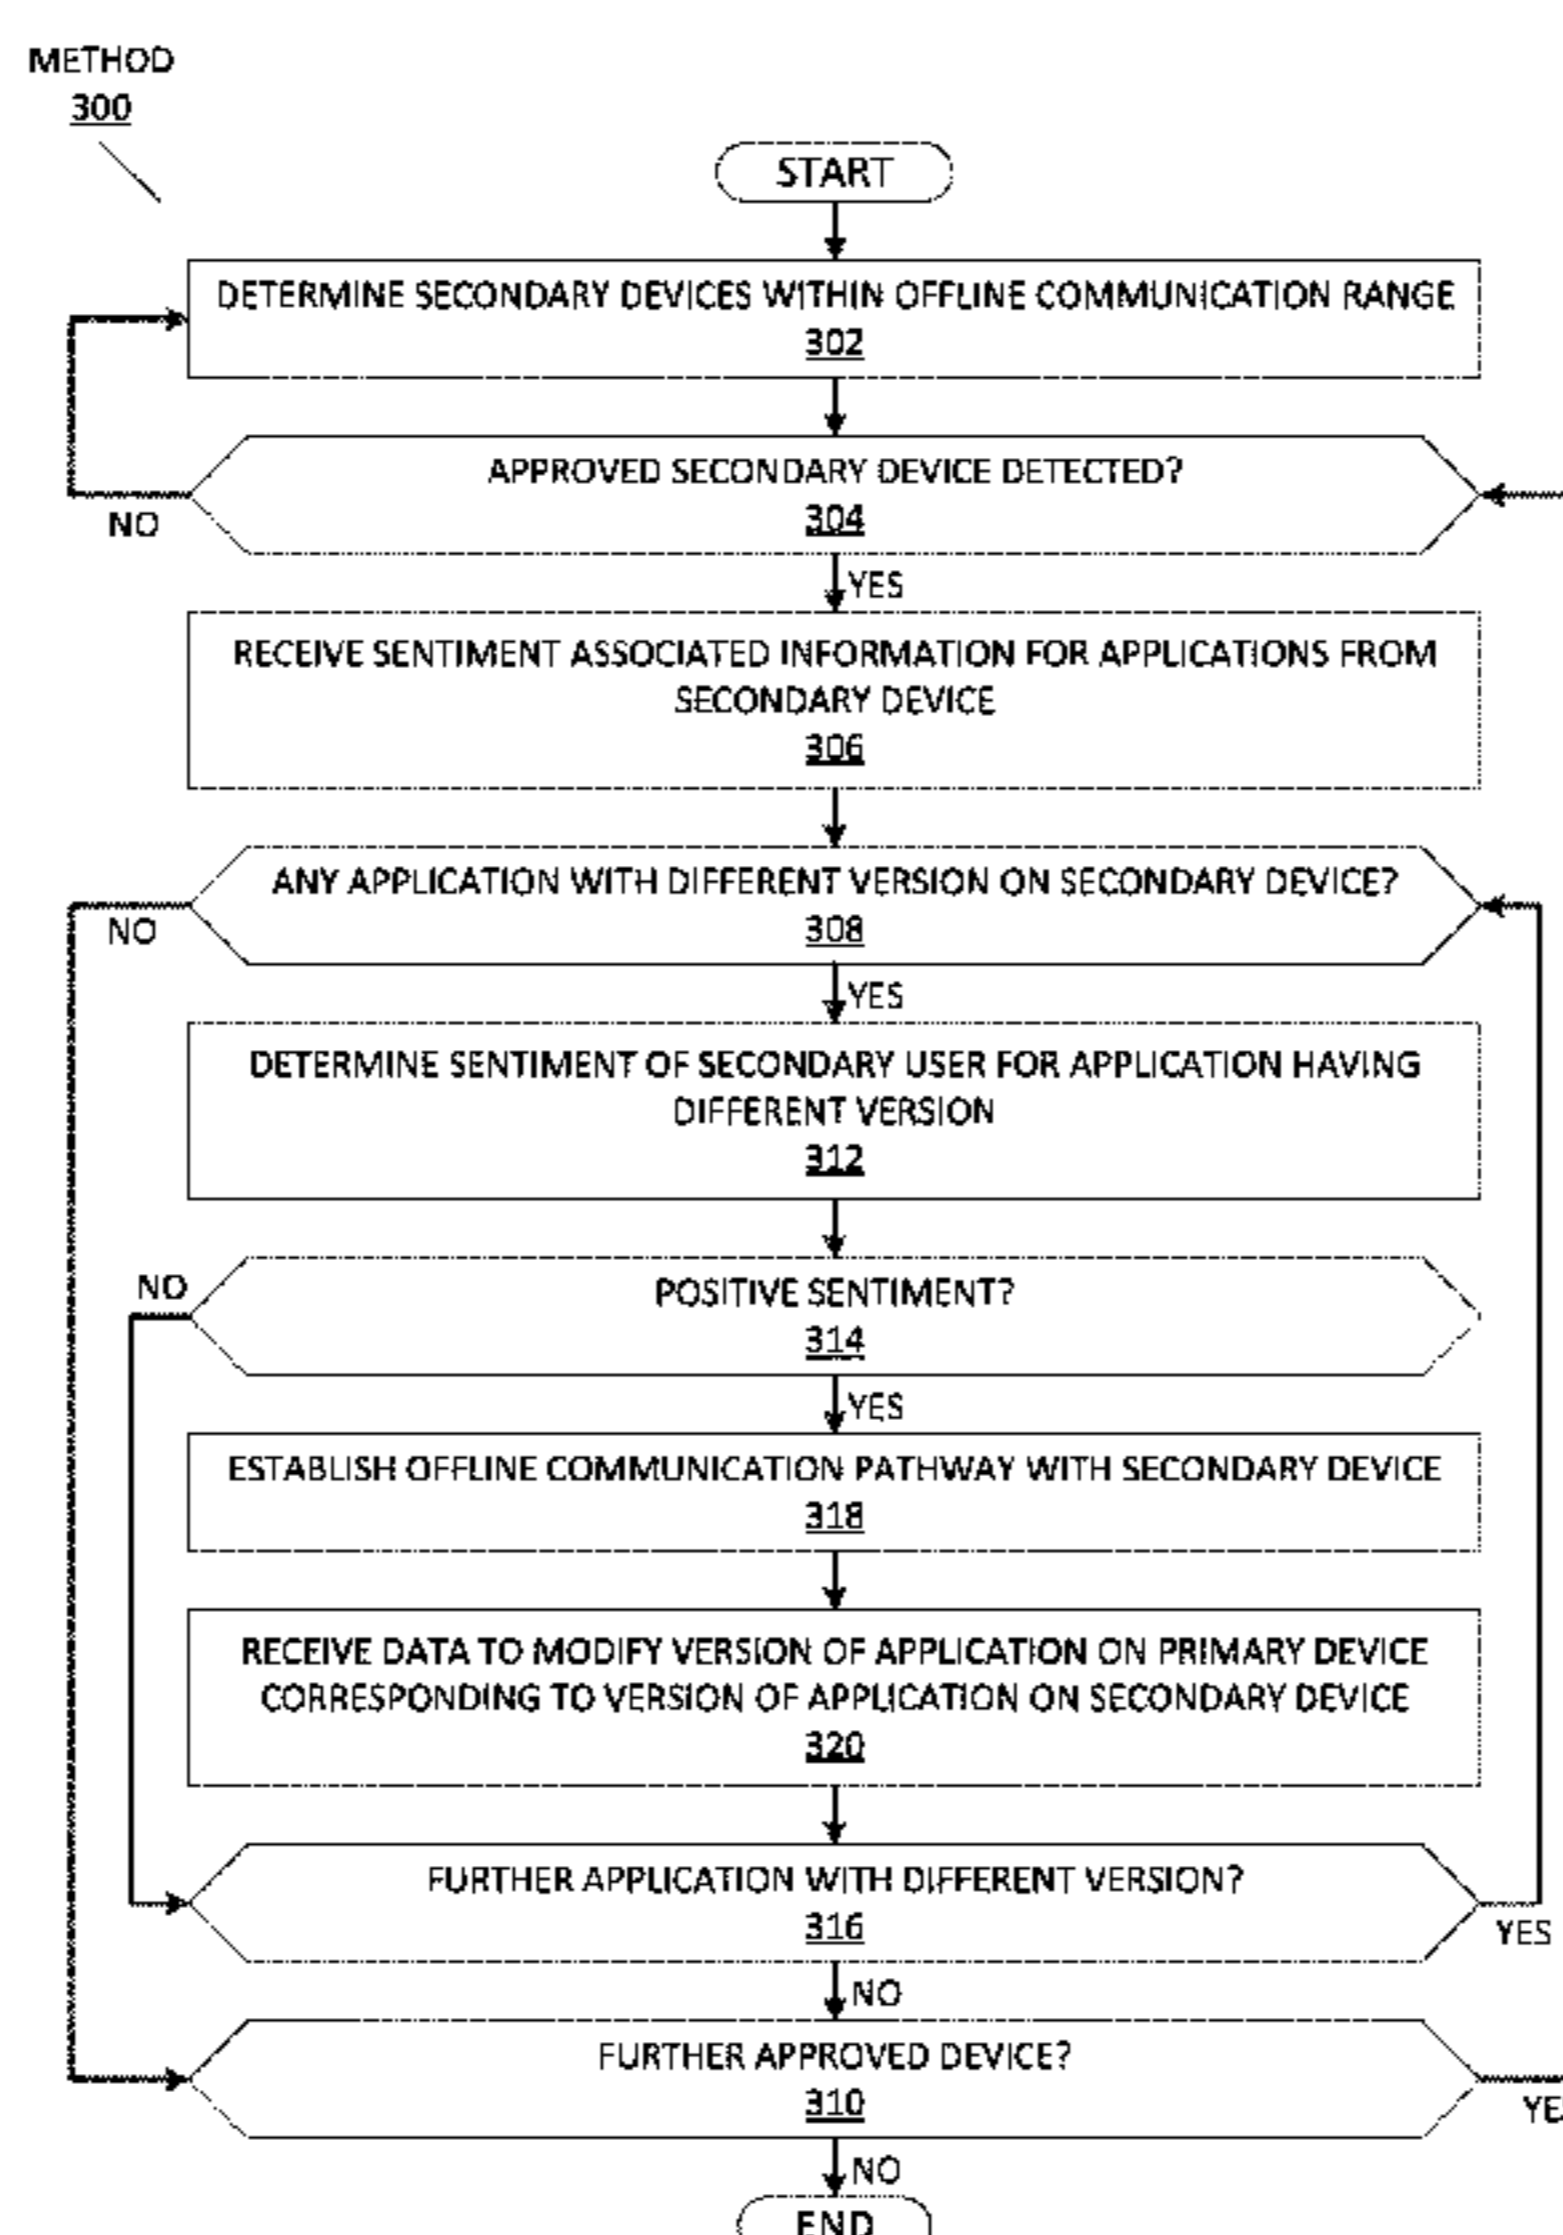 METHOD
300
START
DETERMINE SECONDARY DEVICES WITHIN OFFLINE COMMUNICATION RANGE
302
APPROVED SECONDARY DEVICE DETECTED?
304
NO
YES
RECEIVE SENTIMENT ASSOCIATED INFORMATION FOR APPLICATIONS FROM
SECONDARY DEVICE
306
ANY APPLICATION WITH DIFFERENT VERSION ON SECONDARY DEVICE?
308
NO
YES
DETERMINE SENTIMENT OF SECONDARY USER FOR APPLICATION HAVING
DIFFERENT VERSION
312
NO
POSITIVE SENTIMENT?
314
YES
ESTABLISH OFFLINE COMMUNICATION PATHWAY WITH SECONDARY DEVICE
318
RECEIVE DATA TO MODIFY VERSION OF APPLICATION ON PRIMARY DEVICE
CORRESPONDING TO VERSION OF APPLICATION ON SECONDARY DEVICE
320
FURTHER APPLICATION WITH DIFFERENT VERSION?
316
YES
NO
FURTHER APPROVED DEVICE?
310
NO
END